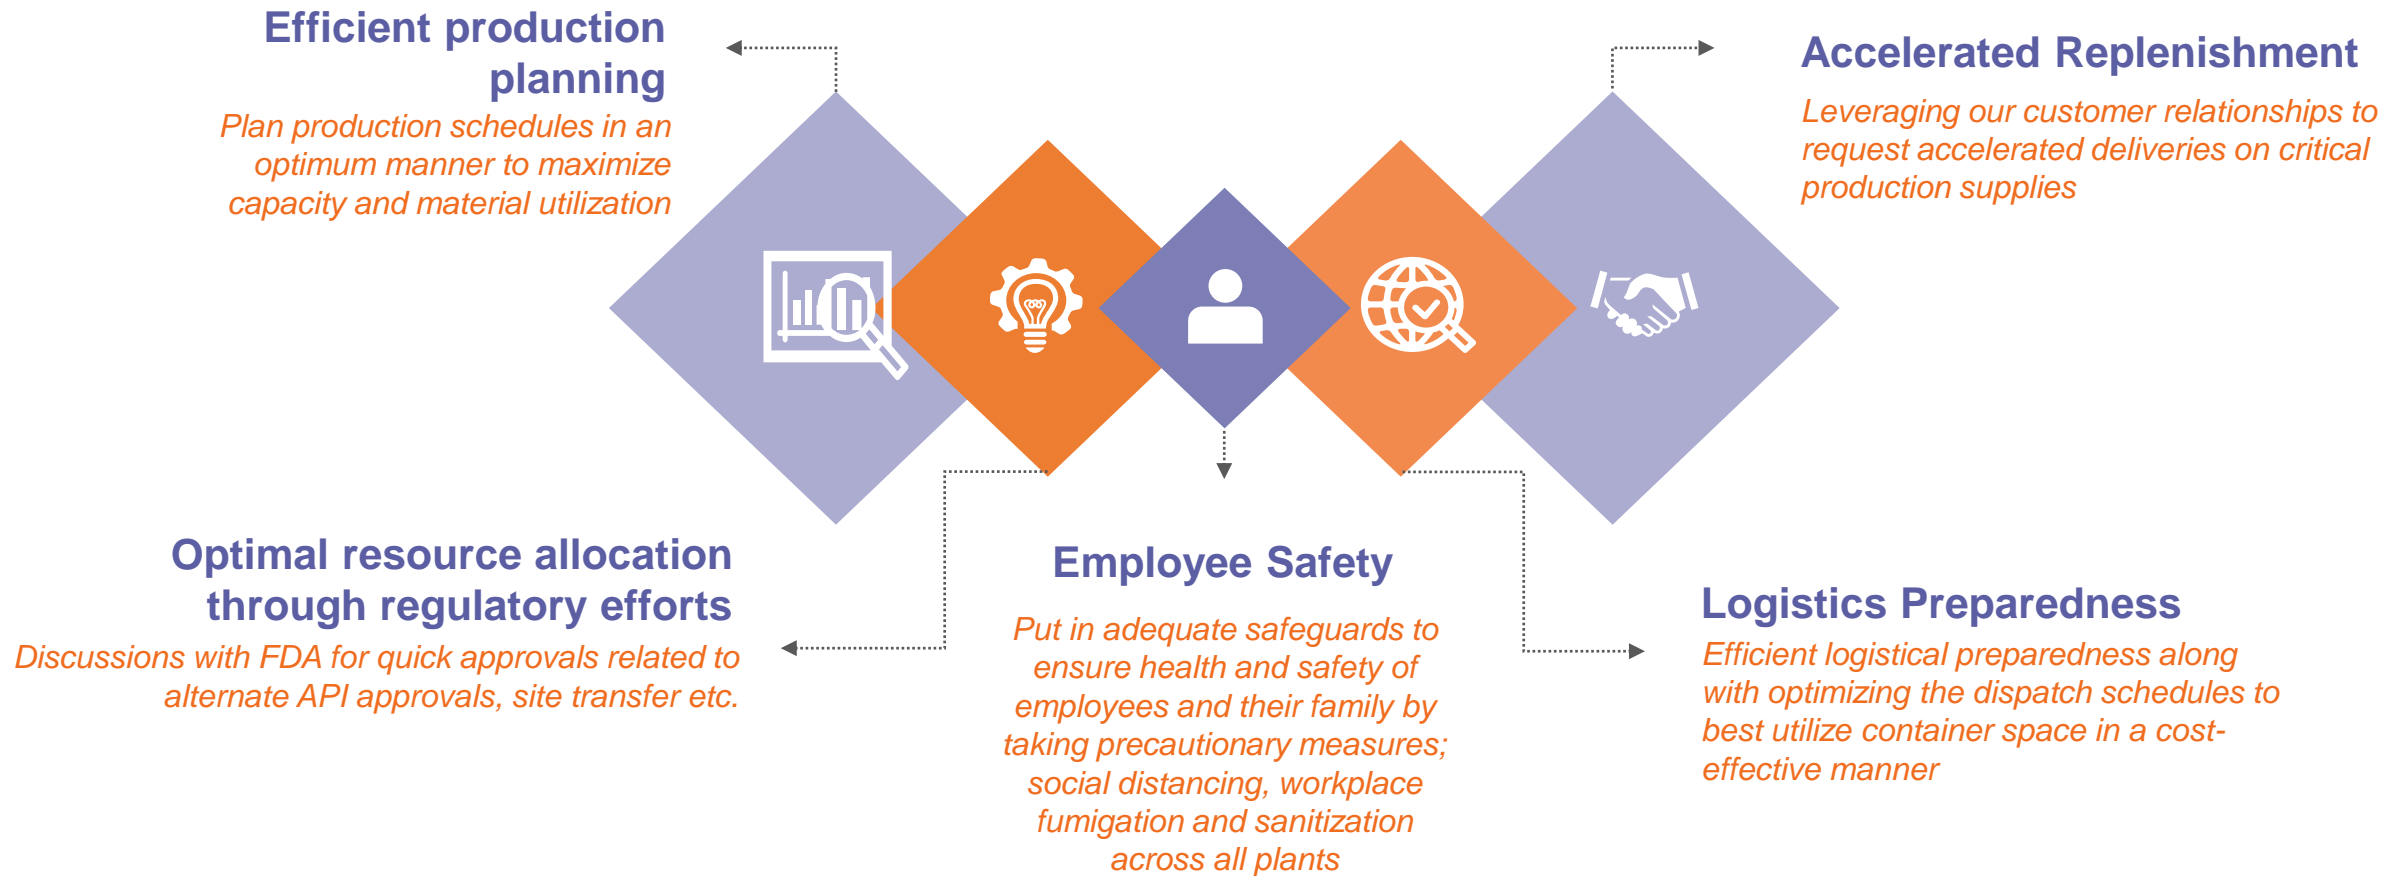 Efficient production
planning
Plan production schedules in an
optimum manner to maximize
capacity and material utilization
Accelerated Replenishment
Leveraging our customer relationships to
request accelerated deliveries on critical
production supplies
Optimal resource allocation
through regulatory efforts
Discussions with FDA for quick approvals related to
alternate API approvals, site transfer etc.
Employee Safety
Put in adequate safeguards to
ensure health and safety of
employees and their family by
taking precautionary measures;
social distancing, workplace
fumigation and sanitization
across all plants
Logistics Preparedness
Efficient logistical preparedness along
with optimizing the dispatch schedules to
best utilize container space in a cost-
effective manner